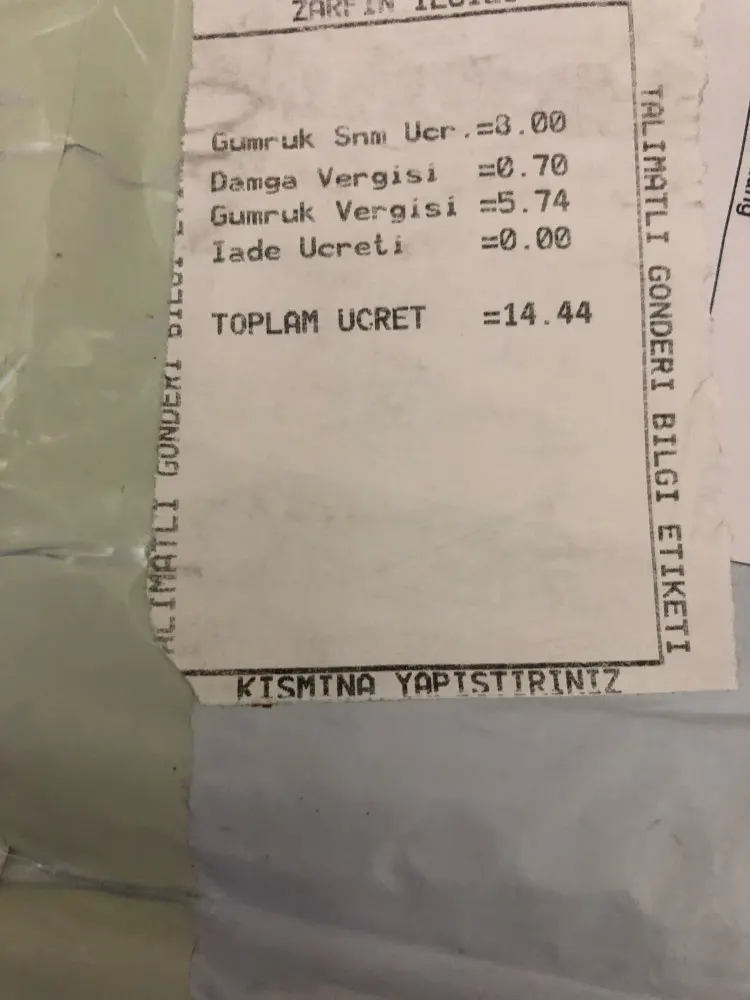 ZARFIN
Gumruk Snm Ucr.=8.00
Damga Vergisi =0.70
Gumruk Vergisi =5.74
Iade Ucreti =0.00
TOPLAM UCRET =14.44
KISMINA YAPISTIRINIZ
TALIMATLI GONDERI BILGI ETIKETI
GONDERI BILGI